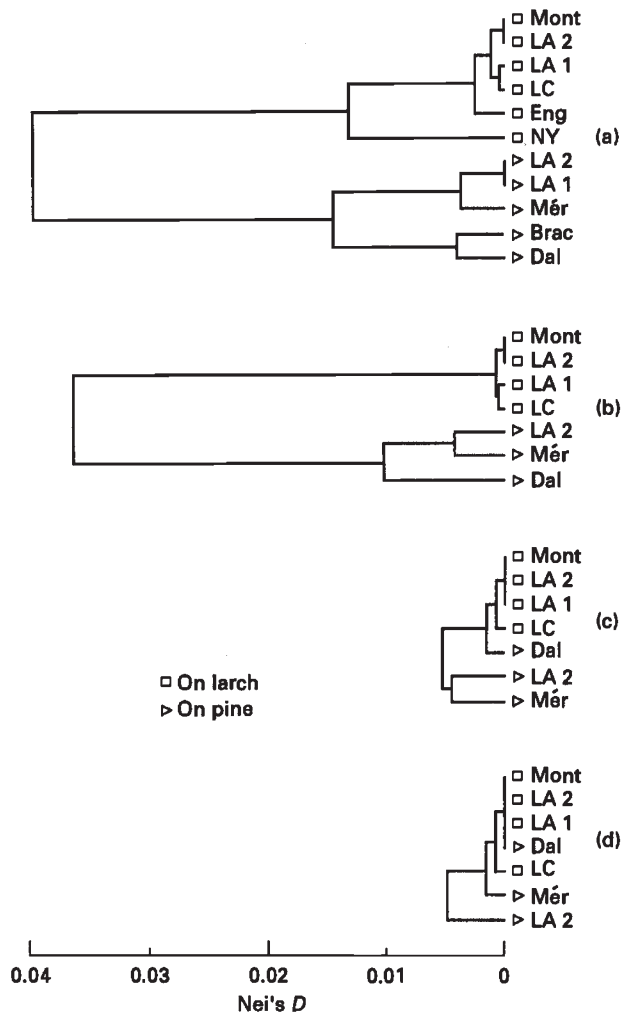 Mont
LA 2
LA 1
LC
Eng
NY
(a)
LA 2
LA 1
Mér
Brac
Dal
Mont
LA 2
LA 1
LC
(b)
LA 2
Mér
Dal
Mont
LA 2
LA 1
LC
(c)
Dal
LA 2
Mér
On larch
On pine
Mont
LA 2
LA 1
Dal
(d)
LC
Mér
LA 2
0.04 0.03 0.02 0.01 0
Nei's D